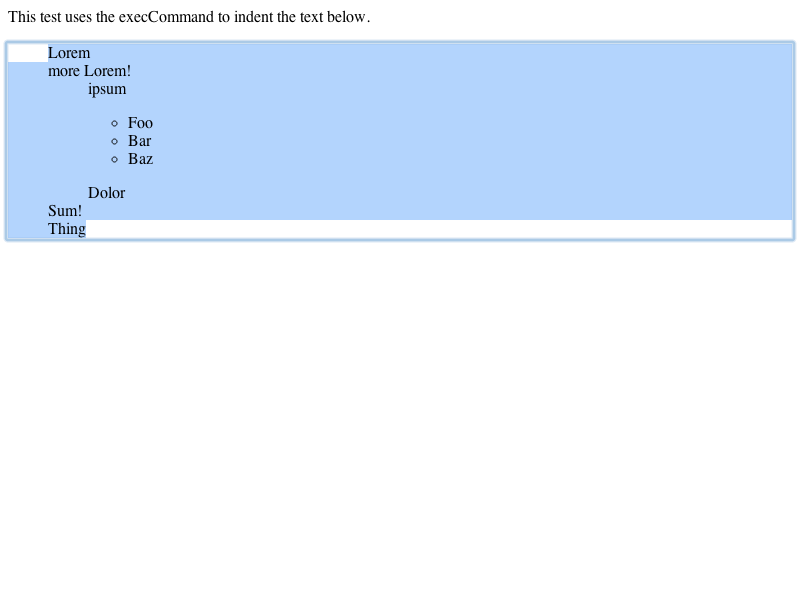 This test uses the execCommand to indent the text below.
Lorem
more Lorem!
ipsum
Foo
Bar
Baz
Dolor
Sum!
Thing